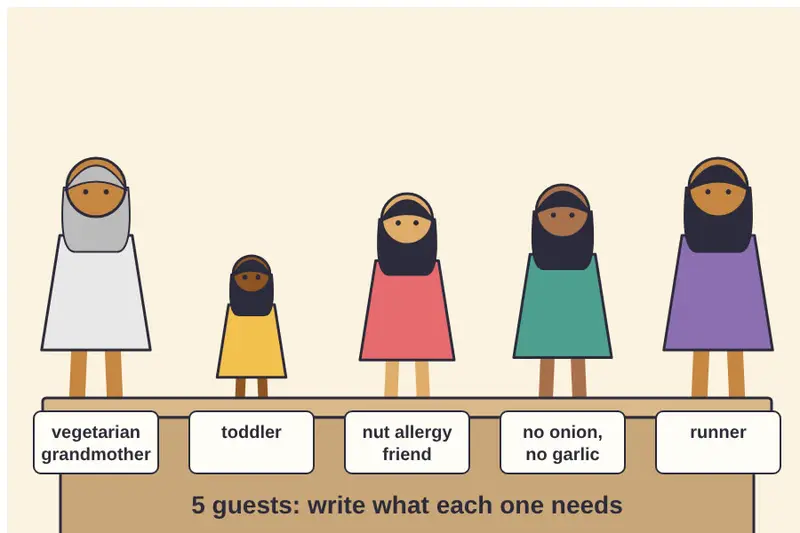 vegetarian
grandmother
toddler
nut allergy
friend
no onion,
no garlic
runner
5 guests: write what each one needs